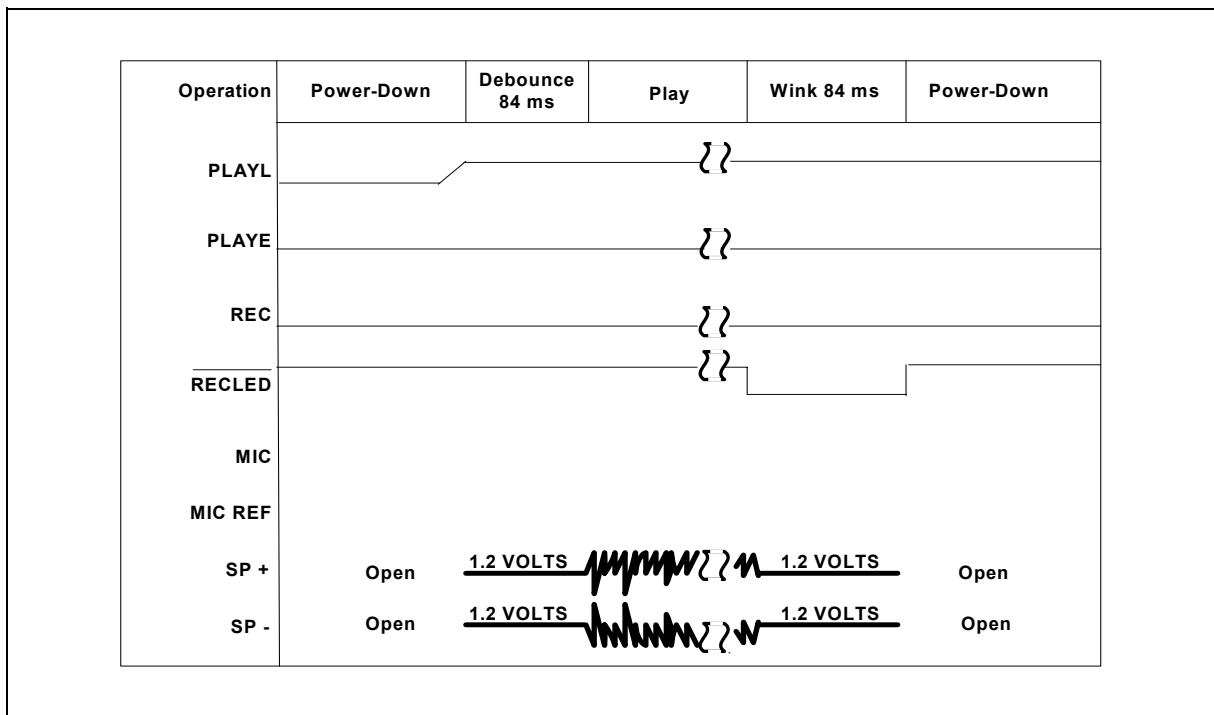 Operation Power-Down Debounce 84 ms Play Wink 84 ms Power-Down
PLAYL
PLAYE
REC
RECLED
MIC
MIC REF
SP + Open 1.2 VOLTS 1.2 VOLTS Open
SP - Open 1.2 VOLTS 1.2 VOLTS Open